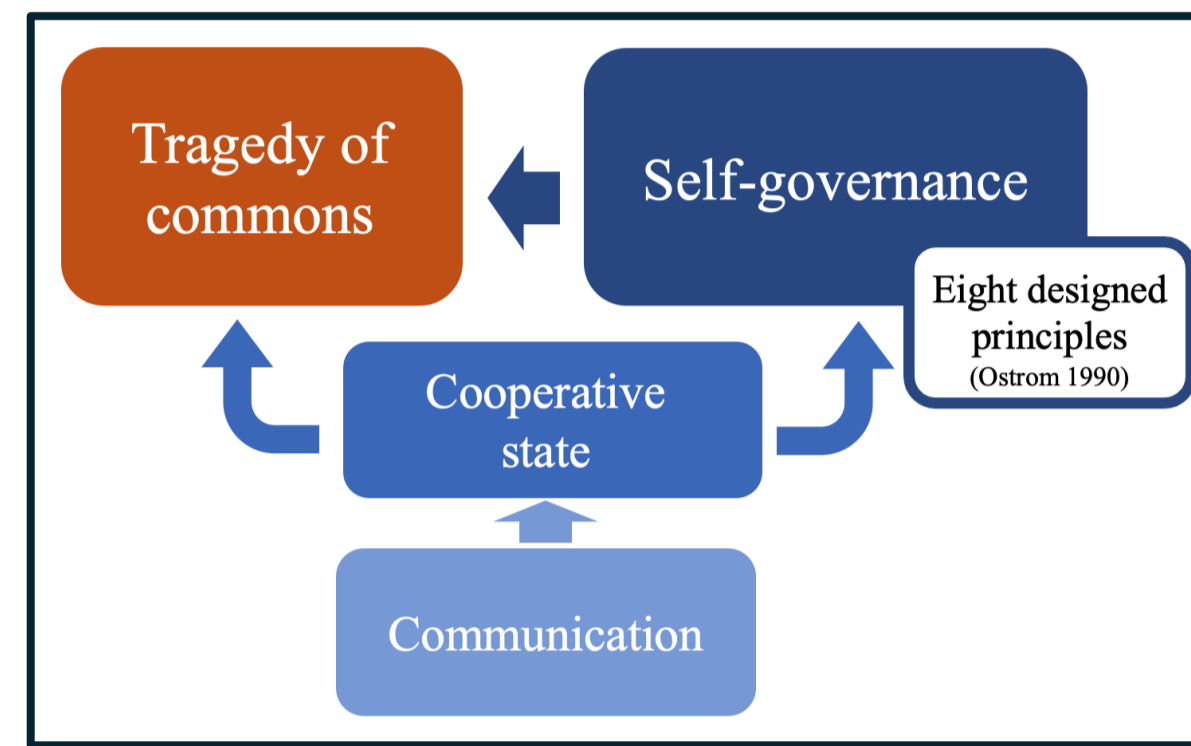 Tragedy of
commons
Self-governance
Eight designed
principles
(Ostrom 1990)
Cooperative
state
Communication